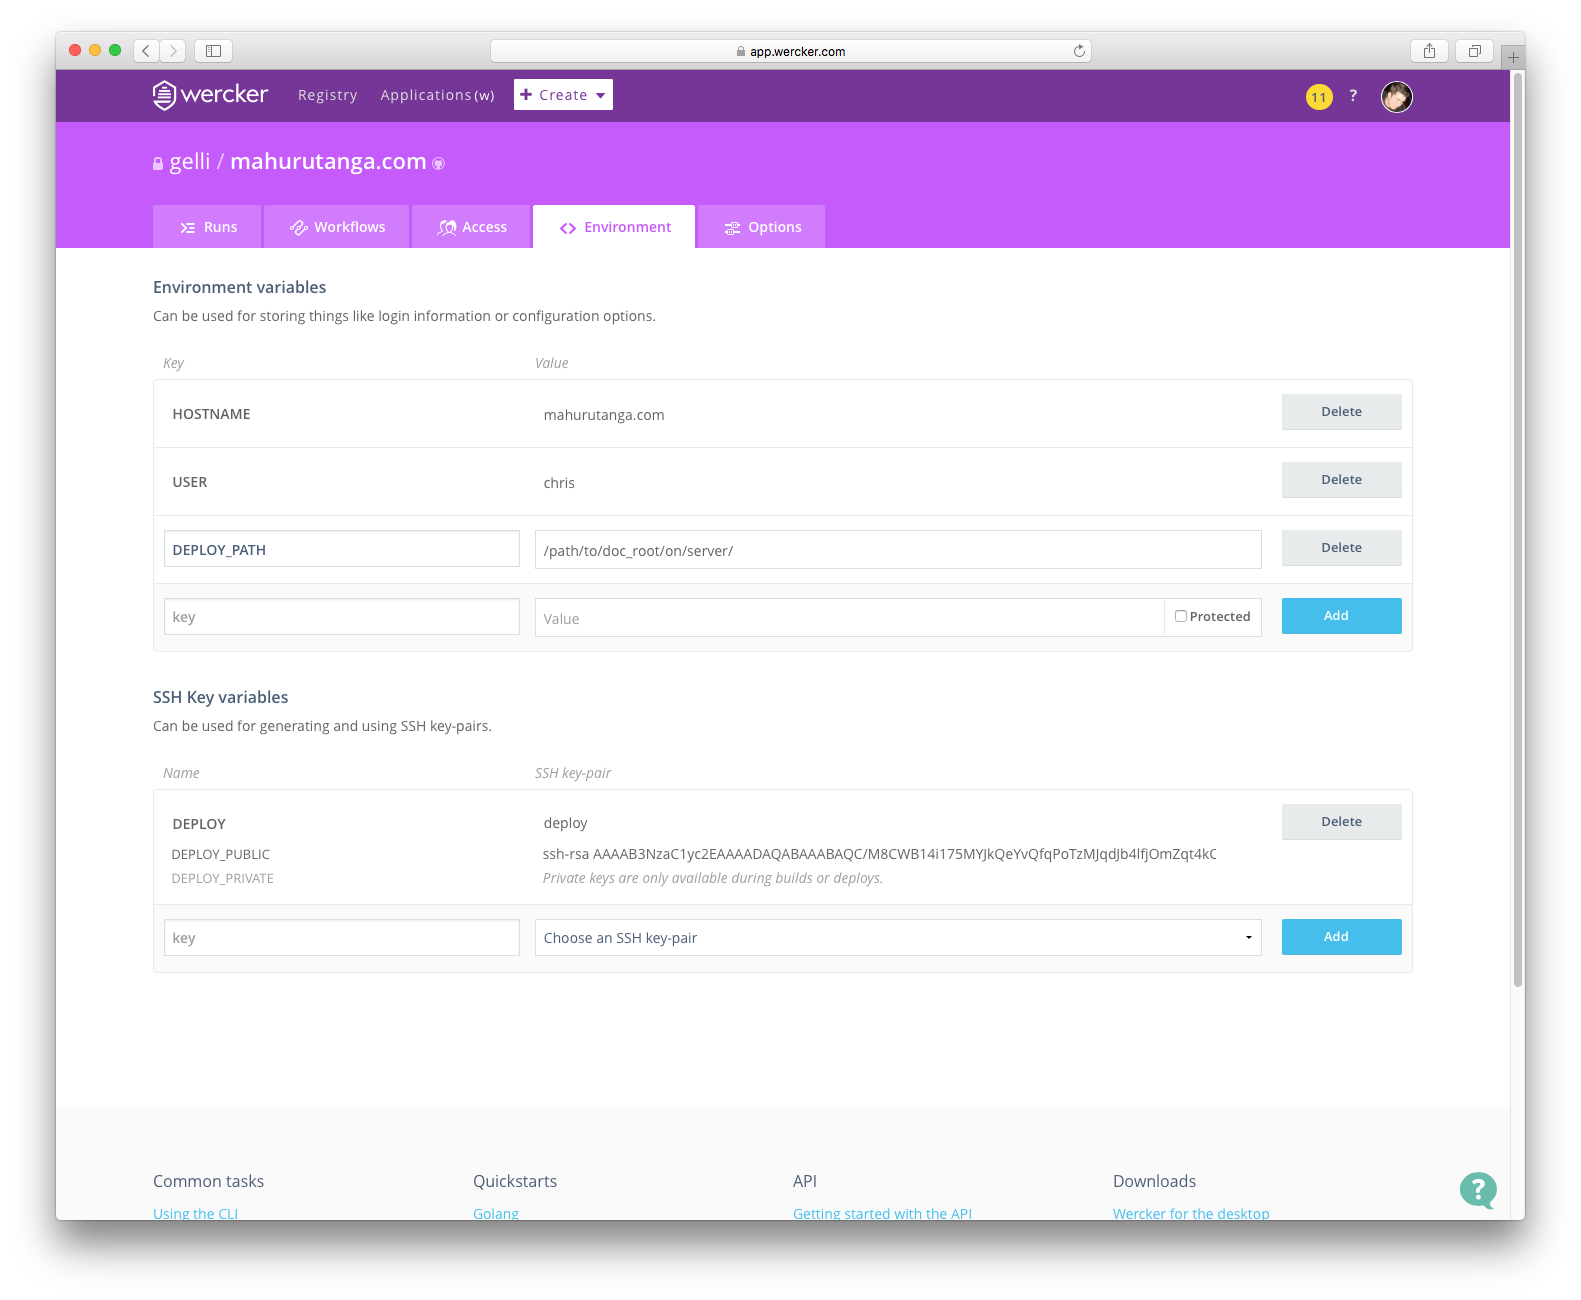 app.wercker.com
wercker Registry Applications (w) + Create 11 ?
gelli / mahurutanga.com
Runs Workflows Access <> Environment Options
Environment variables
Can be used for storing things like login information or configuration options.
Key Value
HOSTNAME mahurutanga.com Delete
USER chris Delete
DEPLOY_PATH /path/to/doc_root/on/server/ Delete
key Value Protected Add
SSH Key variables
Can be used for generating and using SSH key-pairs.
Name SSH key-pair
DEPLOY deploy Delete
DEPLOY_PUBLIC ssh-rsa AAAAB3NzaC1yc2EAAAADAQABAAABAQC/M8CWB14i175MYJkQeYvQfqPoTzMJqdJb4lfjOmZqt4kC
DEPLOY_PRIVATE Private keys are only available during builds or deploys.
key Choose an SSH key-pair Add
Common tasks Quickstarts API Downloads
Using the CLI Golang Getting started with the API Wercker for the desktop
?